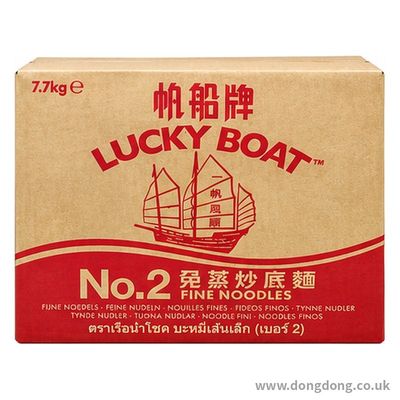 7.7kg ℮
帆船牌
LUCKY BOAT™
一帆風順
No.2 免蒸炒底麵
FINE NOODLES
FIJNE NOEDELS · FEINE NUDELN · NOUILLES FINES · FIDEOS FINOS · TYNNE NUDLER
TYNDE NUDLER · TUONA NUDLAR · NOODLE FINI · NOODLES FINOS
ตราเรือนำโชค บะหมี่เส้นเล็ก (เบอร์ 2)
www.dongdong.co.uk